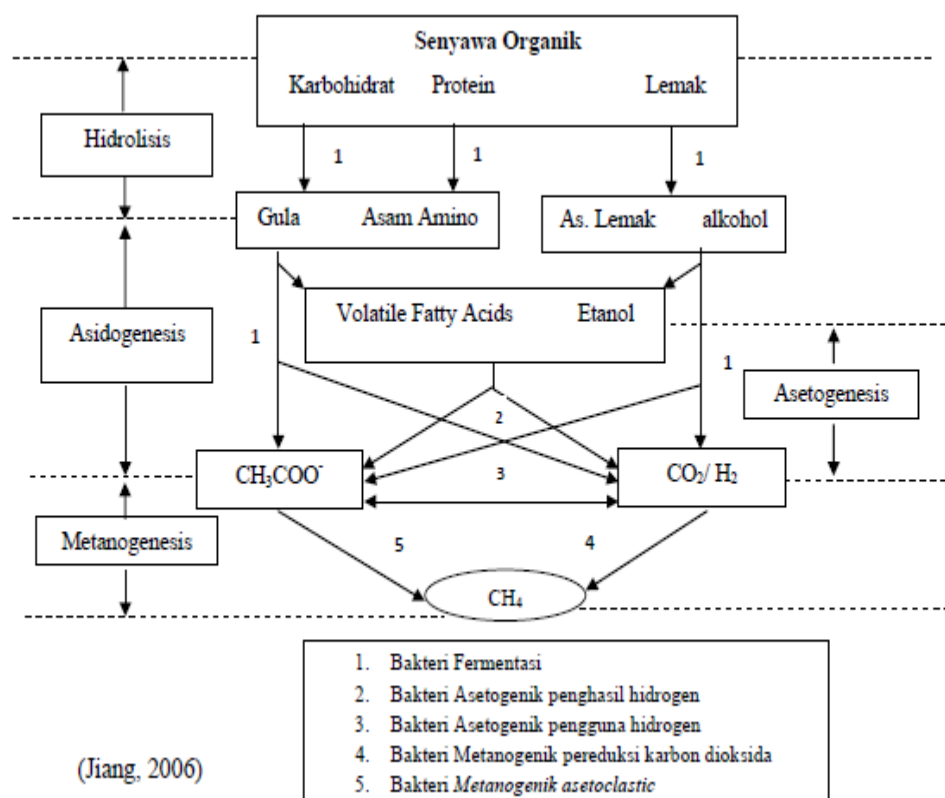 Senyawa Organik
Karbohidrat Protein Lemak
Hidrolisis
1 1 1
Gula Asam Amino
As. Lemak alkohol
Volatile Fatty Acids Etanol
Asidogenesis
1
1
Asetogenesis
2
CH₃COO⁻
3
CO₂/ H₂
Metanogenesis
5
4
CH₄
1. Bakteri Fermentasi
2. Bakteri Asetogenik penghasil hidrogen
3. Bakteri Asetogenik pengguna hidrogen
4. Bakteri Metanogenik pereduksi karbon dioksida
5. Bakteri Metanogenik asetoclastic
(Jiang, 2006)